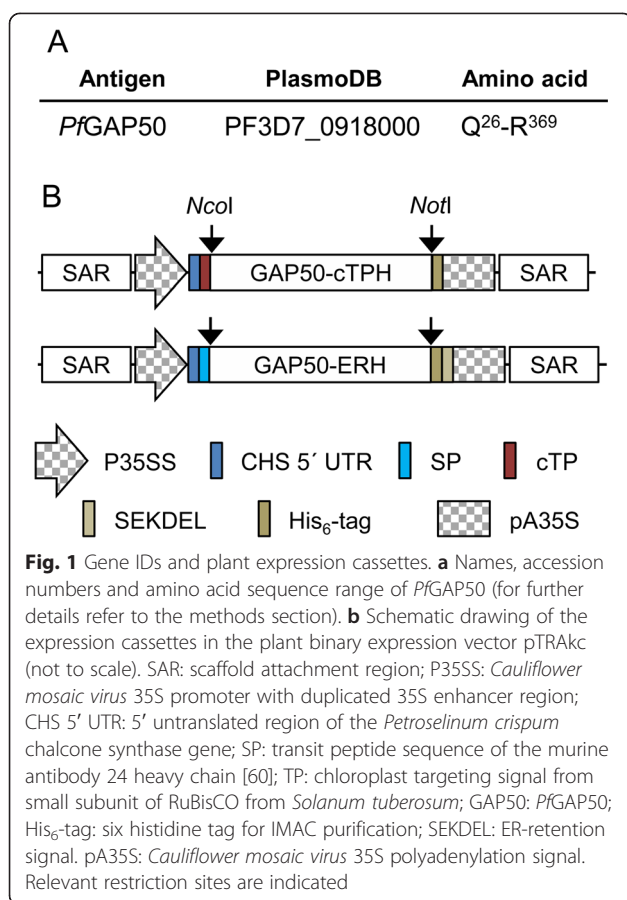 A
Antigen PlasmoDB Amino acid
PfGAP50 PF3D7_0918000 Q²⁶-R³⁶⁹
B
NcoI NotI
SAR GAP50-cTPH SAR
SAR GAP50-ERH SAR
P35SS CHS 5´ UTR SP cTP
SEKDEL His₆-tag pA35S
Fig. 1 Gene IDs and plant expression cassettes. a Names, accession
numbers and amino acid sequence range of PfGAP50 (for further
details refer to the methods section). b Schematic drawing of the
expression cassettes in the plant binary expression vector pTRAkc
(not to scale). SAR: scaffold attachment region; P35SS: Cauliflower
mosaic virus 35S promoter with duplicated 35S enhancer region;
CHS 5′ UTR: 5′ untranslated region of the Petroselinum crispum
chalcone synthase gene; SP: transit peptide sequence of the murine
antibody 24 heavy chain [60]; TP: chloroplast targeting signal from
small subunit of RuBisCO from Solanum tuberosum; GAP50: PfGAP50;
His₆-tag: six histidine tag for IMAC purification; SEKDEL: ER-retention
signal. pA35S: Cauliflower mosaic virus 35S polyadenylation signal.
Relevant restriction sites are indicated